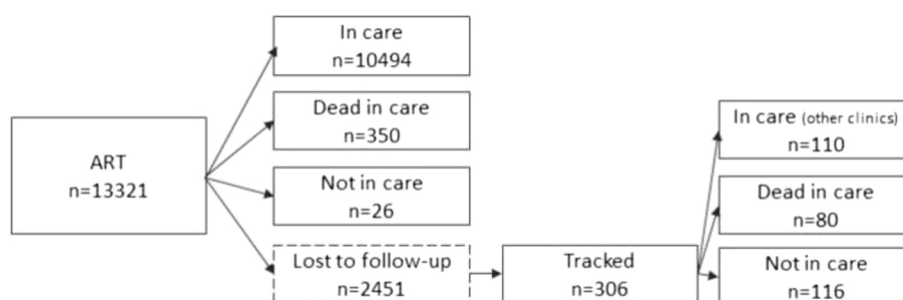 In care
n=10494
Dead in care
n=350
ART
n=13321
Not in care
n=26
Lost to follow-up
n=2451
Tracked
n=306
In care (other clinics)
n=110
Dead in care
n=80
Not in care
n=116